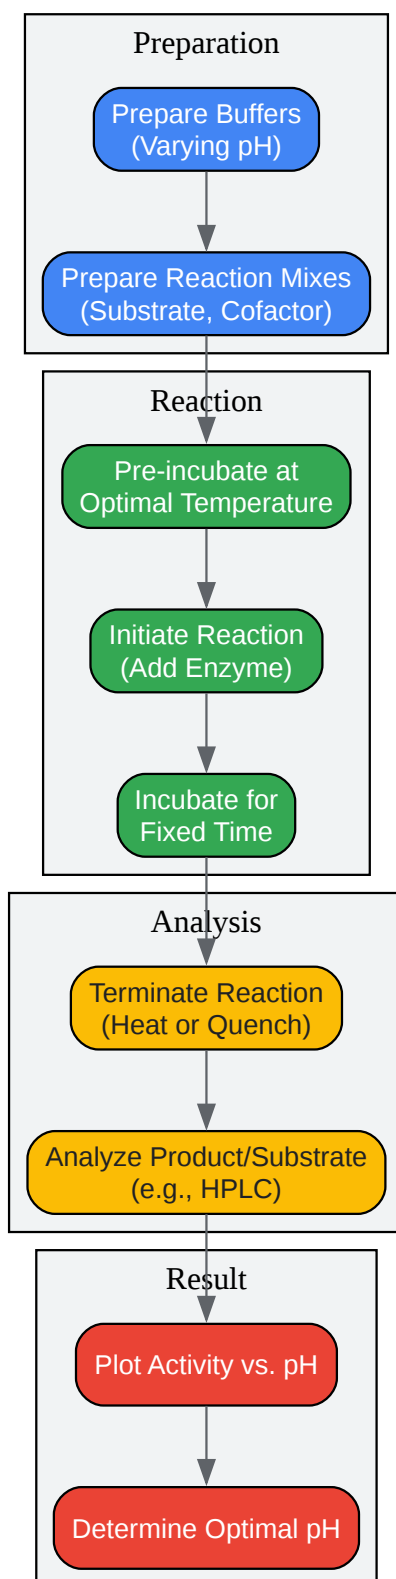 Preparation
Prepare Buffers
(Varying pH)
Prepare Reaction Mixes
(Substrate, Cofactor)
Reaction
Pre-incubate at
Optimal Temperature
Initiate Reaction
(Add Enzyme)
Incubate for
Fixed Time
Analysis
Terminate Reaction
(Heat or Quench)
Analyze Product/Substrate
(e.g., HPLC)
Result
Plot Activity vs. pH
Determine Optimal pH